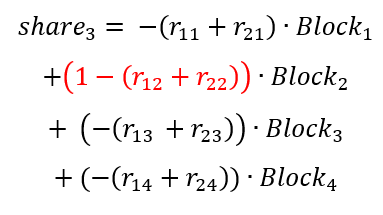 share₃ = −(r₁₁ + r₂₁) · Block₁
+(1 − (r₁₂ + r₂₂)) · Block₂
+ (−(r₁₃ + r₂₃)) · Block₃
+ (−(r₁₄ + r₂₄)) · Block₄